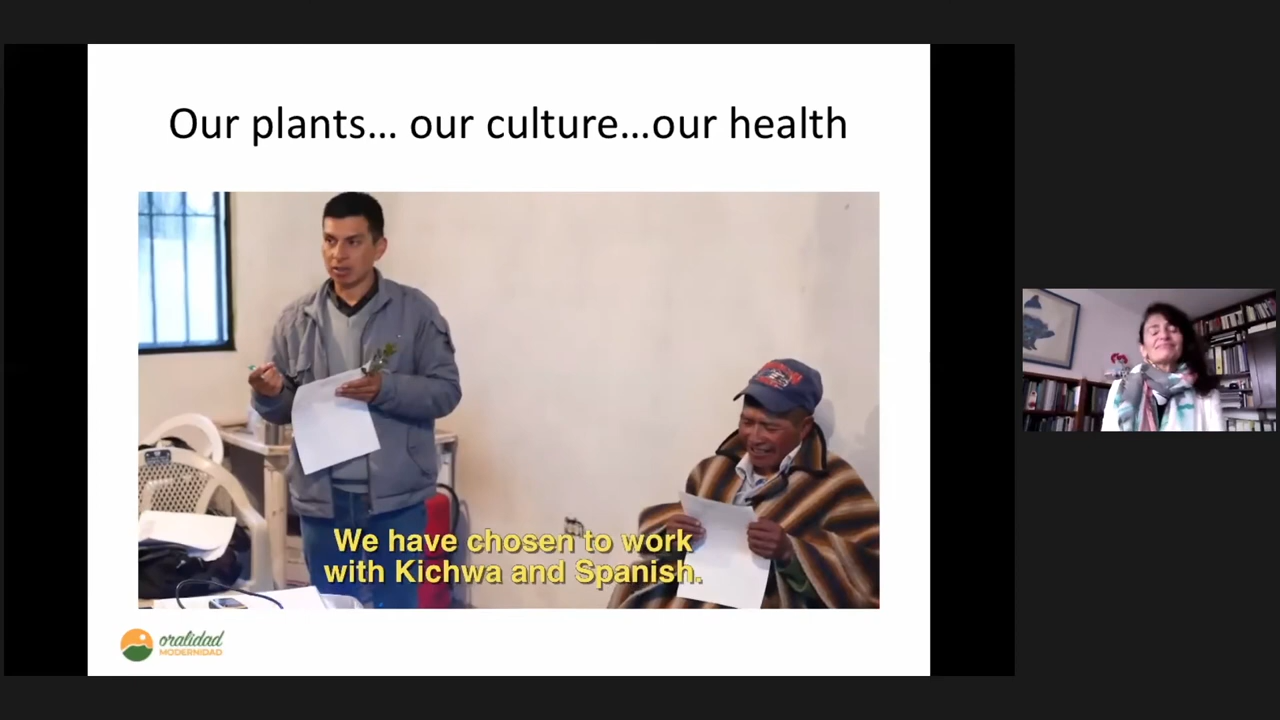 Our plants... our culture...our health
We have chosen to work
with Kichwa and Spanish.
oralidad
MODERNIDAD